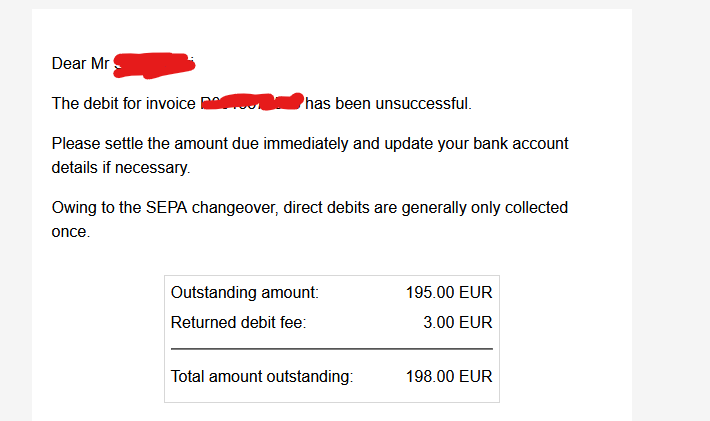 Dear Mr
The debit for invoice has been unsuccessful.
Please settle the amount due immediately and update your bank account
details if necessary.
Owing to the SEPA changeover, direct debits are generally only collected
once.
Outstanding amount: 195.00 EUR
Returned debit fee: 3.00 EUR
Total amount outstanding: 198.00 EUR